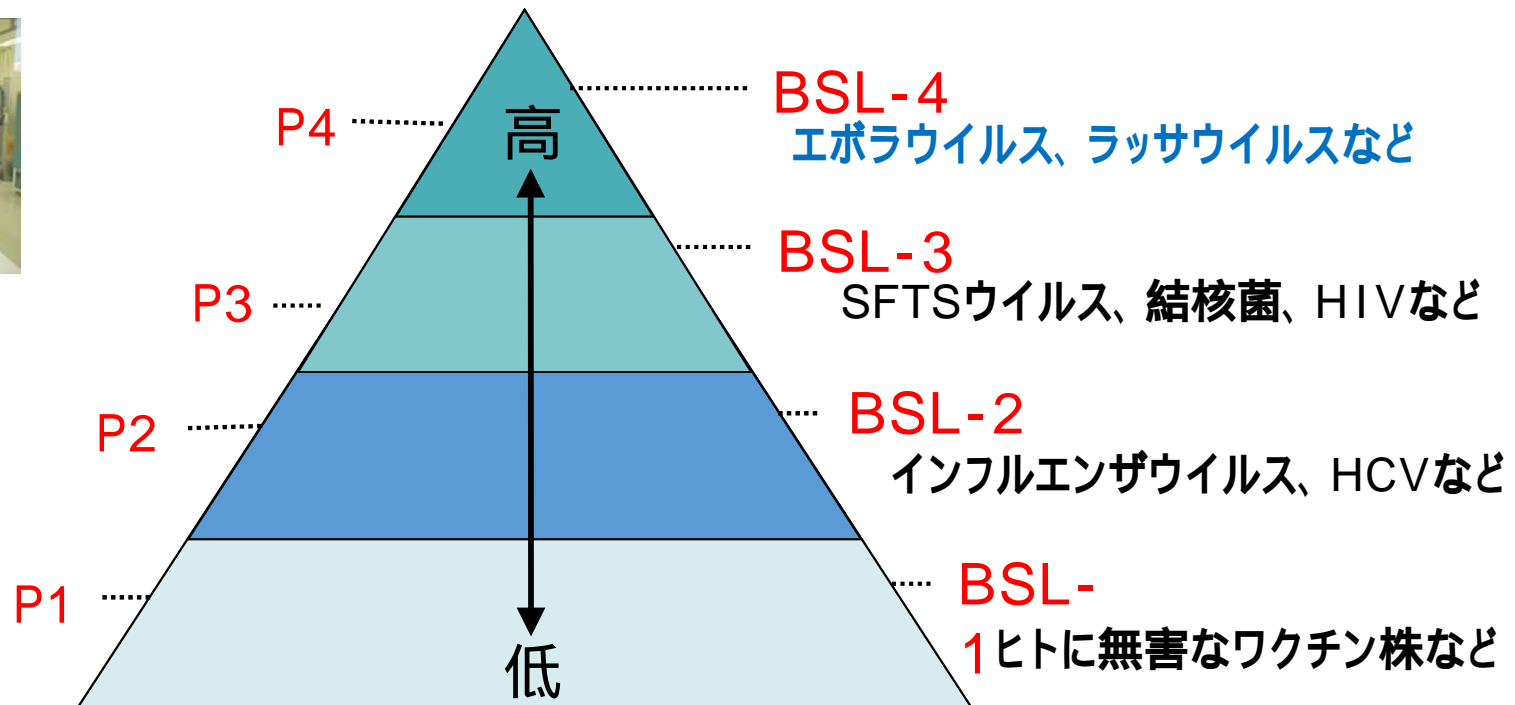 BSL-4
P4
高
エボラウイルス、ラッサウイルスなど
BSL-3
P3
SFTSウイルス、結核菌、HIVなど
BSL-2
P2
インフルエンザウイルス、HCVなど
BSL-
P1
1ヒトに無害なワクチン株など
低